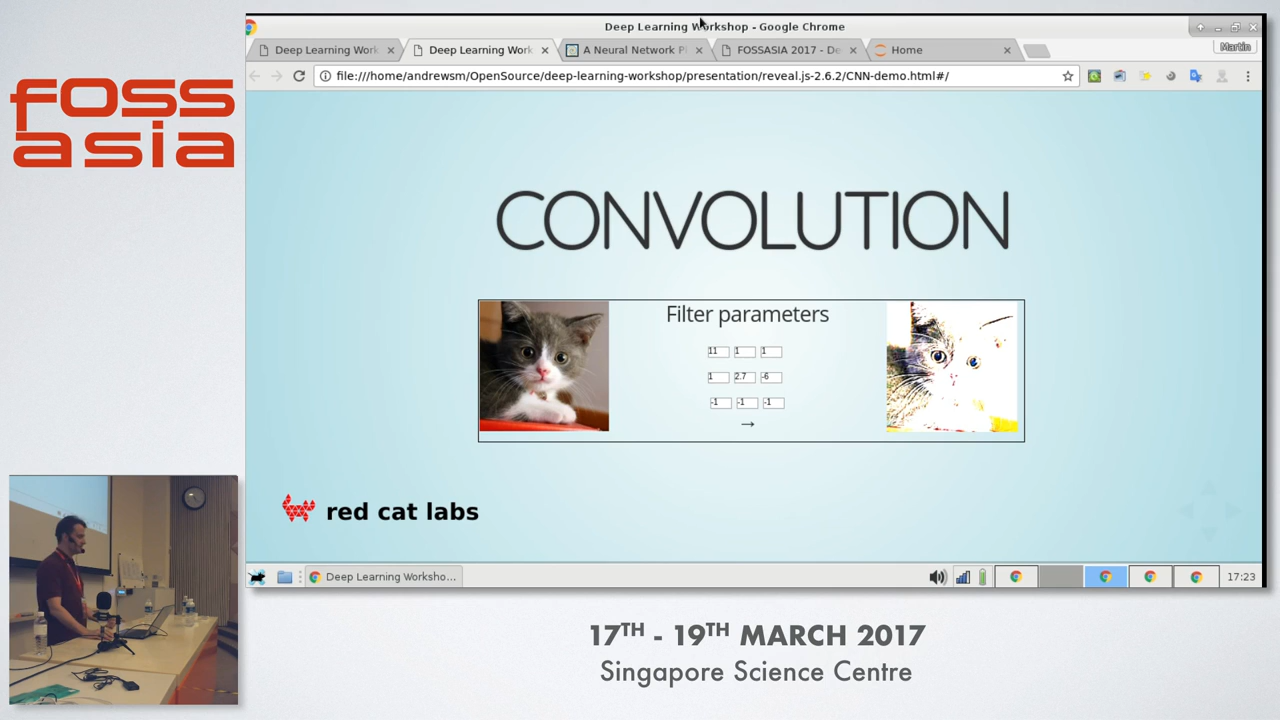 foss
asia
Deep Learning Workshop - Google Chrome
Deep Learning Work
Deep Learning Work
A Neural Network Pl
FOSSASIA 2017 - De
Home
Martin
file:///home/andrewsm/OpenSource/deep-learning-workshop/presentation/reveal.js-2.6.2/CNN-demo.html#/
CONVOLUTION
Filter parameters
11 1 1
1 2.7 -6
-1 -1 -1
→
red cat labs
Deep Learning Worksho...
17:23
17TH - 19TH MARCH 2017
Singapore Science Centre